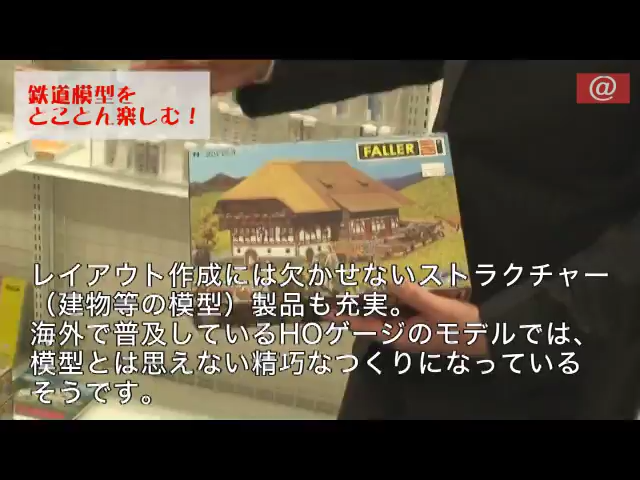 鉄道模型を
とことん楽しむ！
@
FALLER
レイアウト作成には欠かせないストラクチャー
（建物等の模型）製品も充実。
海外で普及しているHOゲージのモデルでは、
模型とは思えない精巧なつくりになっている
そうです。